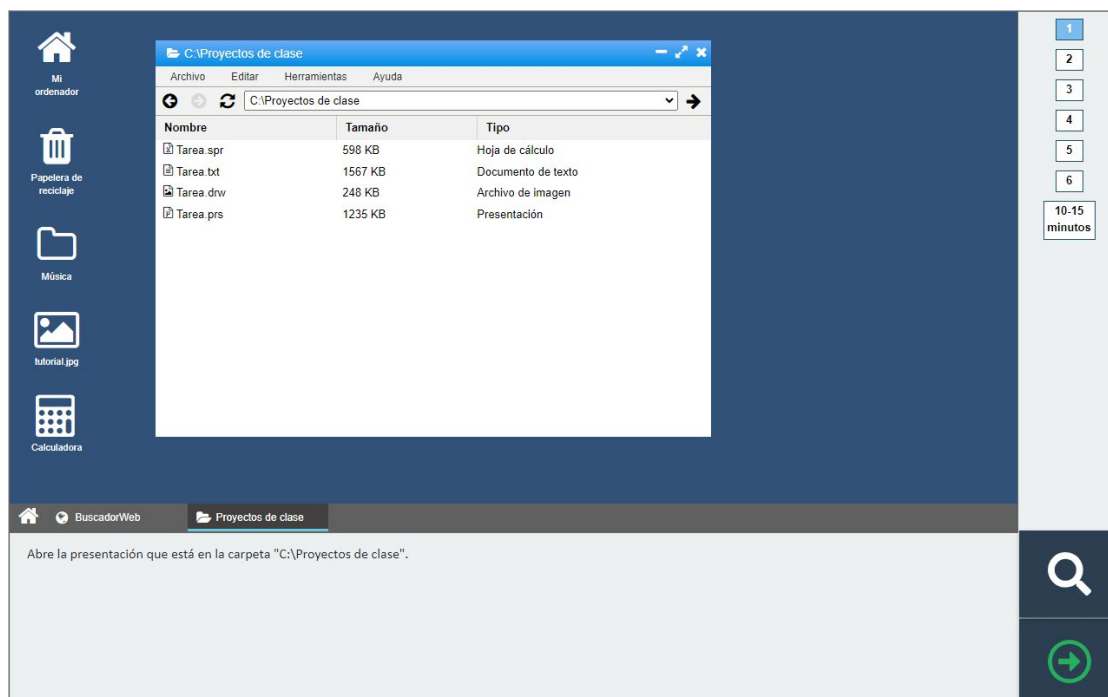 Mi
ordenador
Papelera de
reciclaje
Música
tutorial.jpg
Calculadora
C:\Proyectos de clase
Archivo Editar Herramientas Ayuda
C:\Proyectos de clase
Nombre Tamaño Tipo
Tarea.spr 598 KB Hoja de cálculo
Tarea.txt 1567 KB Documento de texto
Tarea.drw 248 KB Archivo de imagen
Tarea.prs 1235 KB Presentación
BuscadorWeb Proyectos de clase
Abre la presentación que está en la carpeta "C:\Proyectos de clase".
1
2
3
4
5
6
10-15
minutos